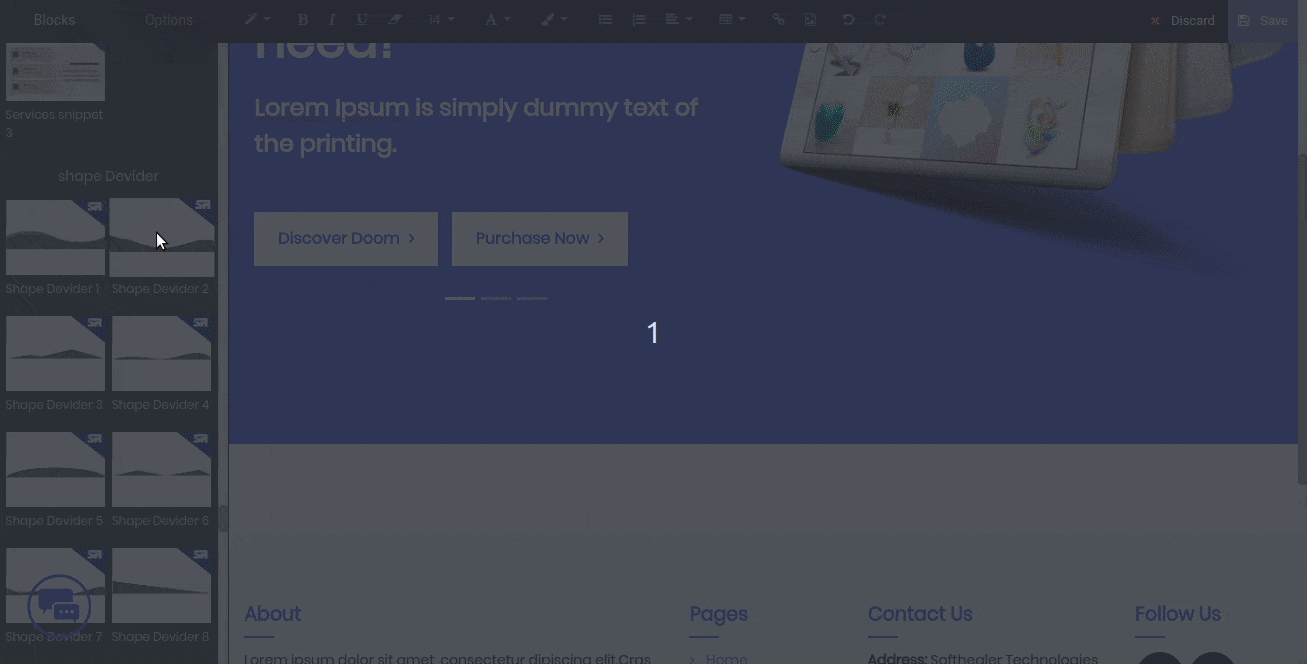 Blocks
Options
B I U 14 A
Discard
Save
need!
Services snippet
3
Lorem Ipsum is simply dummy text of
the printing.
shape Devider
Discover Doom
Purchase Now
Shape Devider 1
Shape Devider 2
1
Shape Devider 3
Shape Devider 4
Shape Devider 5
Shape Devider 6
Shape Devider 7
Shape Devider 8
About
Pages
Contact Us
Follow Us
Lorem ipsum dolor sit amet, consectetur dipiscing elit.Cras
Home
Address: Softhealer Technologies